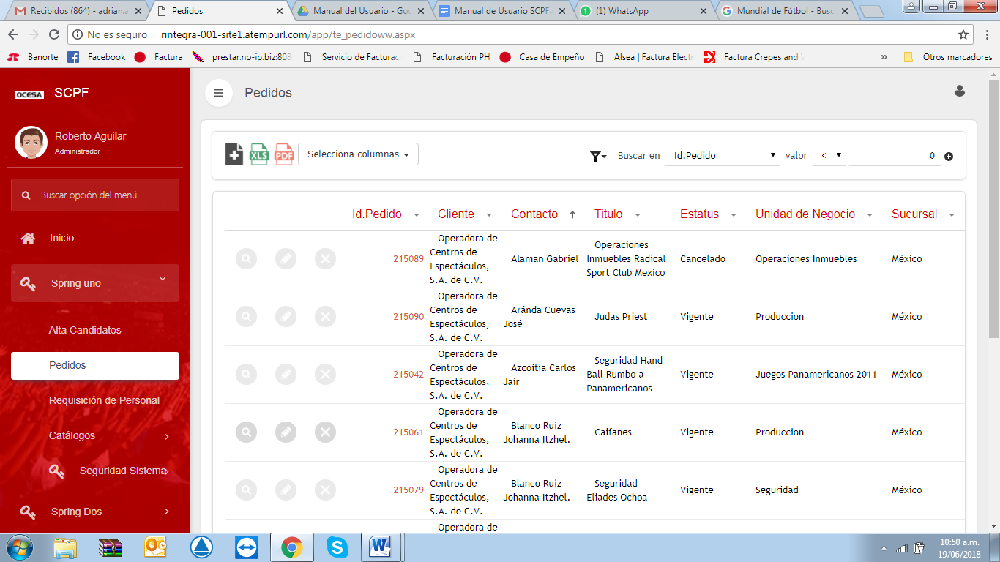 Recibidos (864) - adrian.a
Pedidos
Manual del Usuario - Goo
Manual de Usuario SCPF
(1) WhatsApp
Mundial de Fútbol - Busc
No es seguro
rintegra-001-site1.atempurl.com/app/te_pedidoww.aspx
Banorte
Facebook
Factura
prestar.no-ip.biz:808
Servicio de Facturaci
Facturación PH
Casa de Empeño
Alsea | Factura Electr
Factura Crepes and
»
Otros marcadores
OCESA
SCPF
Pedidos
Roberto Aguilar
Administrador
XLS
PDF
Selecciona columnas
Buscar en
Id.Pedido
valor
<
0
Buscar opción del menú...
Inicio
Spring uno
Alta Candidatos
Pedidos
Requisición de Personal
Catálogos
Seguridad Sistema
Spring Dos
Id.Pedido
Cliente
Contacto
Titulo
Estatus
Unidad de Negocio
Sucursal
215089
Operadora de
Centros de
Espectáculos,
S.A. de C.V.
Alaman Gabriel
Operaciones
Inmuebles Radical
Sport Club Mexico
Cancelado
Operaciones Inmuebles
México
215090
Operadora de
Centros de
Espectáculos,
S.A. de C.V.
Aránda Cuevas
José
Judas Priest
Vigente
Produccion
México
215042
Operadora de
Centros de
Espectáculos,
S.A. de C.V.
Azcoitia Carlos
Jair
Seguridad Hand
Ball Rumbo a
Panamericanos
Vigente
Juegos Panamericanos 2011
México
215061
Operadora de
Centros de
Espectáculos,
S.A. de C.V.
Blanco Ruiz
Johanna Itzhel.
Caifanes
Vigente
Produccion
México
215079
Operadora de
Centros de
Espectáculos,
S.A. de C.V.
Blanco Ruiz
Johanna Itzhel.
Seguridad
Eliades Ochoa
Vigente
Seguridad
México
Operadora de
10:50 a.m.
19/06/2018